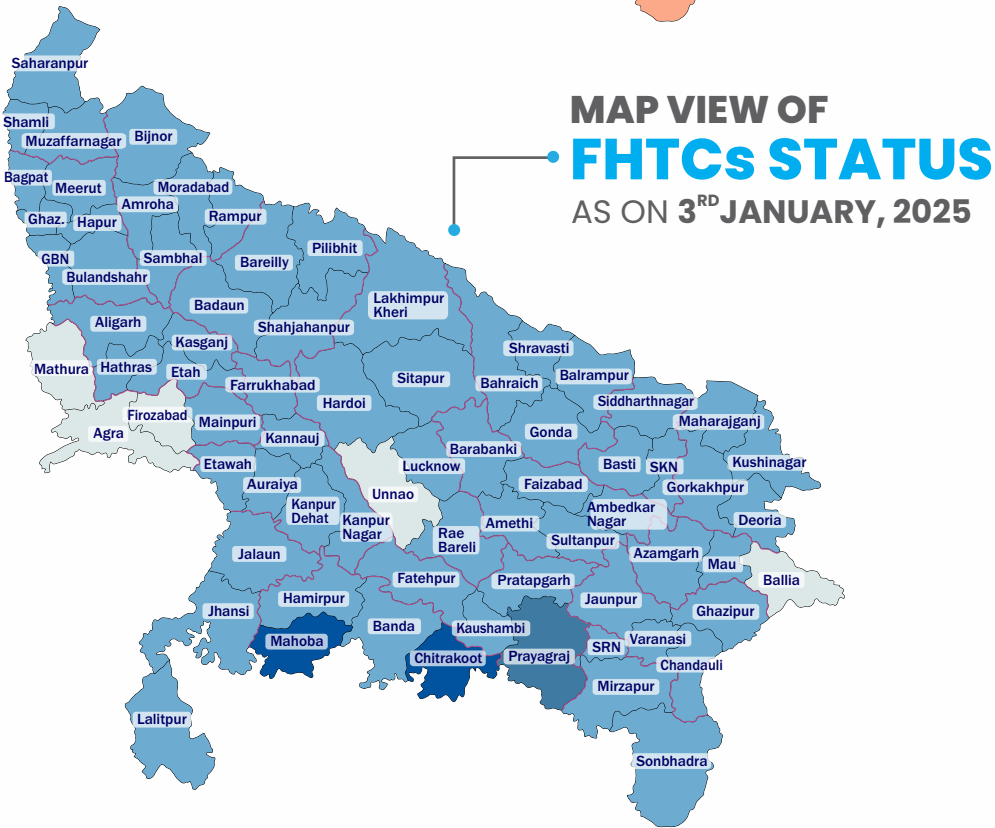 MAP VIEW OF
FHTCs STATUS
AS ON 3RD JANUARY, 2025
Saharanpur
Shamli
Muzaffarnagar
Bijnor
Bagpat
Meerut
Moradabad
Amroha
Ghaz.
Hapur
Rampur
GBN
Sambhal
Bareilly
Pilibhit
Bulandshahr
Badaun
Lakhimpur
Kheri
Aligarh
Kasganj
Shahjahanpur
Shravasti
Mathura
Hathras
Etah
Farrukhabad
Sitapur
Bahraich
Balrampur
Hardoi
Siddharthnagar
Firozabad
Agra
Mainpuri
Kannauj
Gonda
Maharajganj
Barabanki
Etawah
Lucknow
Basti
SKN
Kushinagar
Auraiya
Unnao
Faizabad
Gorkakhpur
Kanpur
Dehat
Kanpur
Nagar
Ambedkar
Nagar
Deoria
Rae
Bareli
Amethi
Sultanpur
Jalaun
Azamgarh
Mau
Ballia
Fatehpur
Pratapgarh
Hamirpur
Jaunpur
Jhansi
Ghazipur
Banda
Kaushambi
Mahoba
Chitrakoot
Prayagraj
SRN
Varanasi
Chandauli
Mirzapur
Lalitpur
Sonbhadra